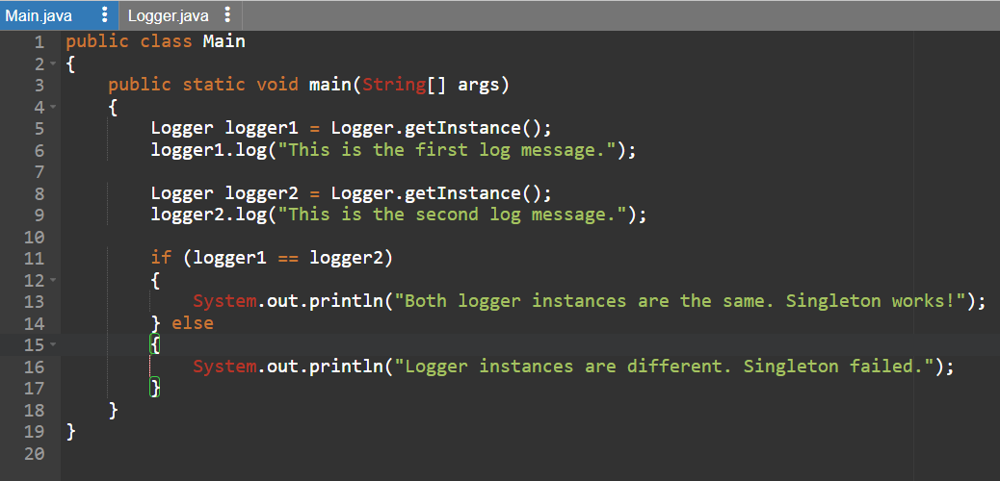 Main.java Logger.java
1 public class Main
2 {
3     public static void main(String[] args)
4     {
5         Logger logger1 = Logger.getInstance();
6         logger1.log("This is the first log message.");
7
8         Logger logger2 = Logger.getInstance();
9         logger2.log("This is the second log message.");
10
11         if (logger1 == logger2)
12         {
13             System.out.println("Both logger instances are the same. Singleton works!");
14         } else
15         {
16             System.out.println("Logger instances are different. Singleton failed.");
17         }
18     }
19 }
20